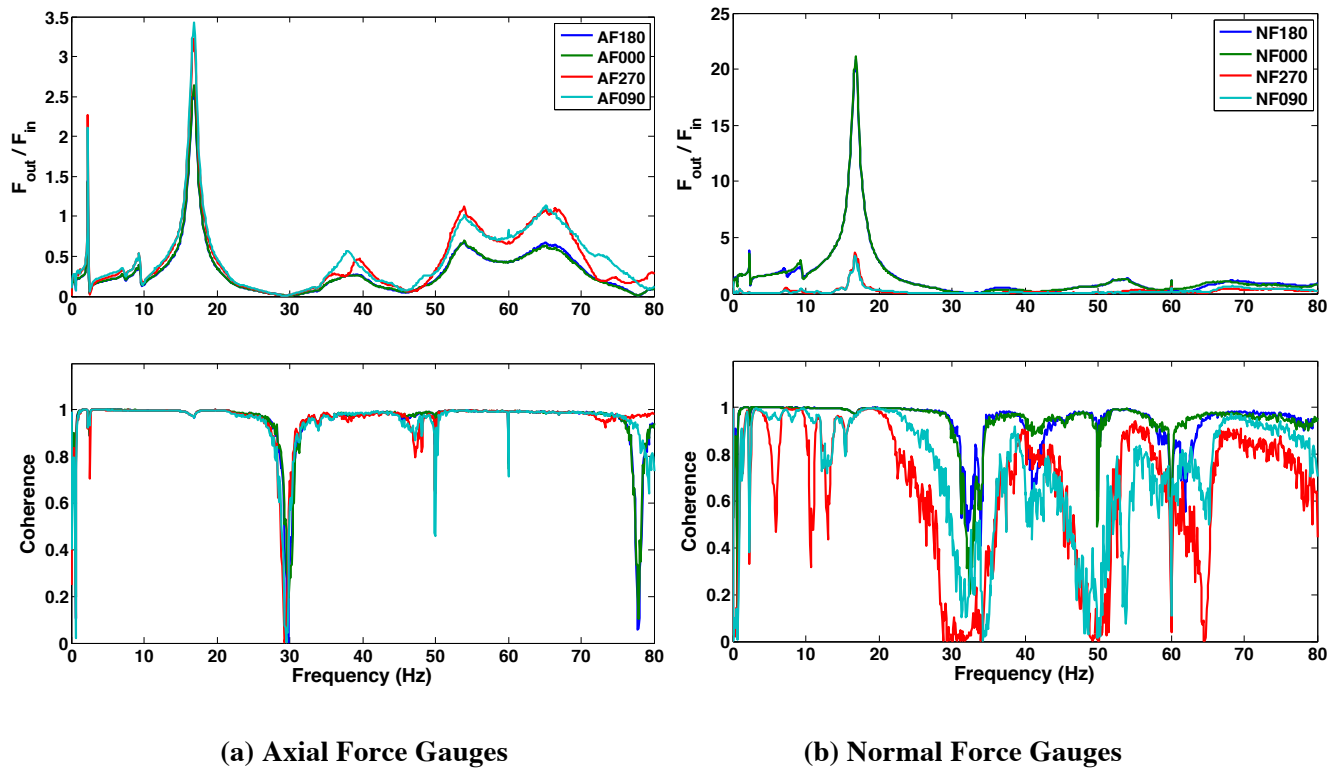 3.5
3
2.5
2
1.5
1
0.5
0
F_out / F_in
AF180
AF000
AF270
AF090
0 10 20 30 40 50 60 70 80
25
20
15
10
5
0
F_out / F_in
NF180
NF000
NF270
NF090
0 10 20 30 40 50 60 70 80
1
0.8
0.6
0.4
0.2
0
Coherence
0 10 20 30 40 50 60 70 80
Frequency (Hz)
1
0.8
0.6
0.4
0.2
0
Coherence
0 10 20 30 40 50 60 70 80
Frequency (Hz)
(a) Axial Force Gauges
(b) Normal Force Gauges